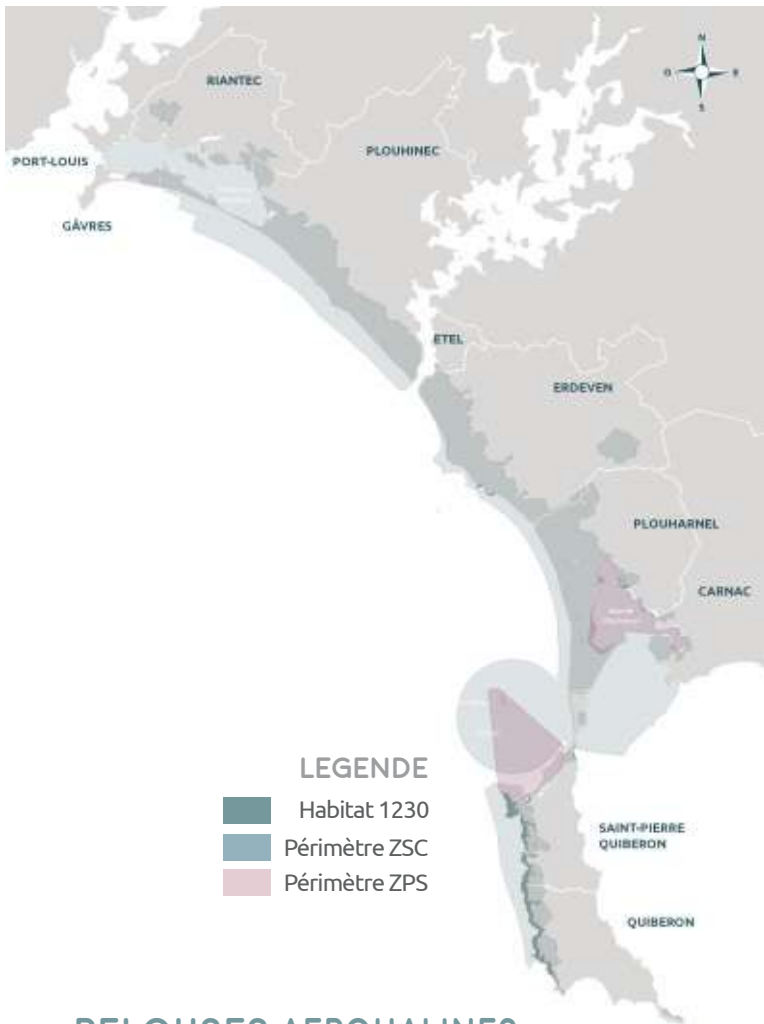 N
O
E
S
RIANTEC
PLOUHINEC
PORT-LOUIS
GÂVRES
ETEL
ERDEVEN
PLOUHARNEL
CARNAC
LEGENDE
Habitat 1230
Périmètre ZSC
Périmètre ZPS
SAINT-PIERRE
QUIBERON
QUIBERON